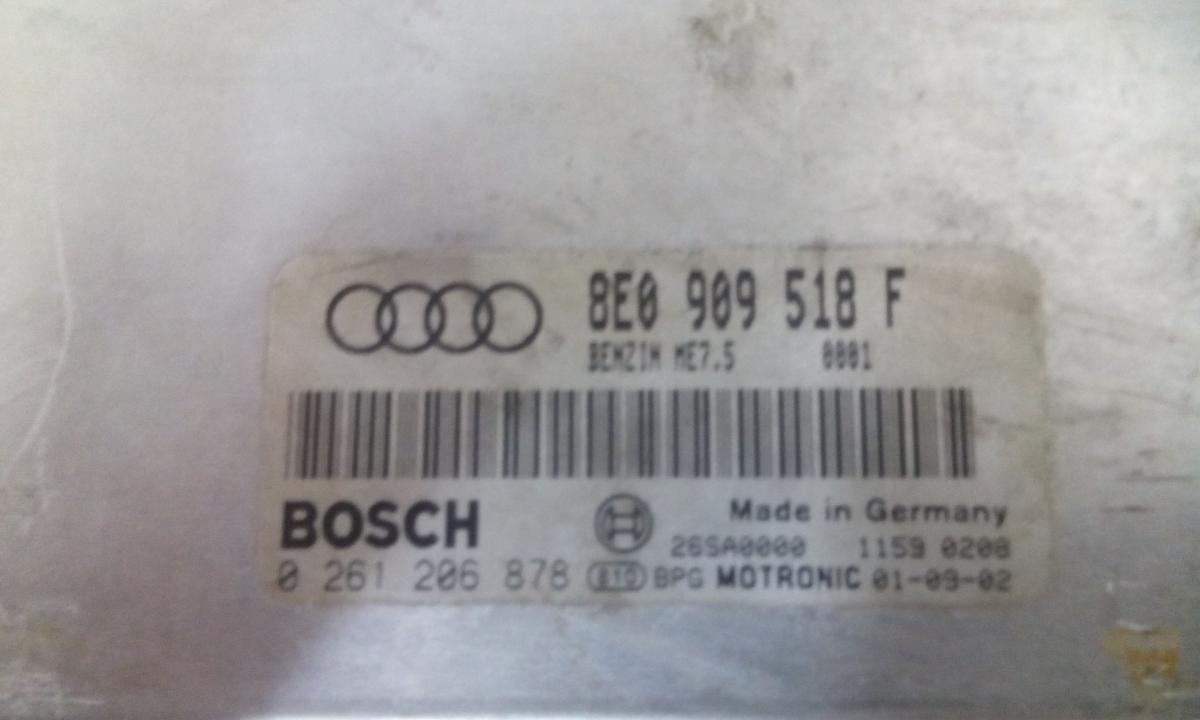 8E0 909 518 F
BENZIN ME7.5 0001
BOSCH
Made in Germany
26SA0000 1159 0208
0 261 206 878 BTO BPG MOTRONIC 01-09-02